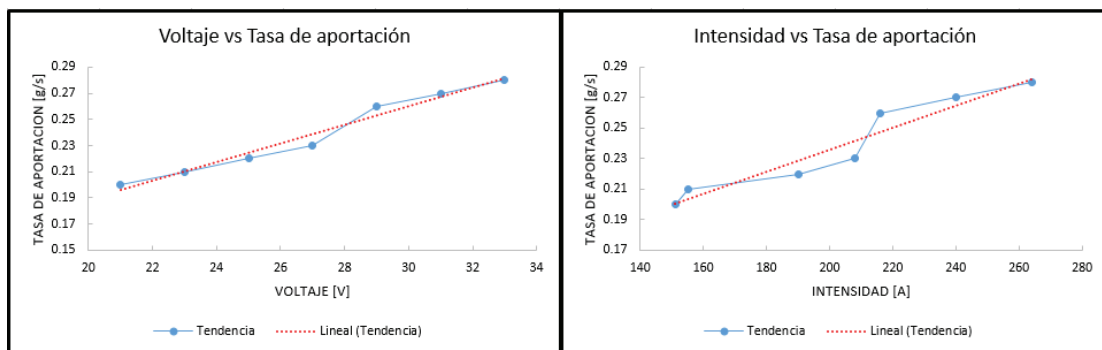 Voltaje vs Tasa de aportación
TASA DE APORTACION [g/s]
0.29
0.27
0.25
0.23
0.21
0.19
0.17
0.15
20 22 24 26 28 30 32 34
VOLTAJE [V]
Tendencia Lineal (Tendencia)
Intensidad vs Tasa de aportación
TASA DE APORTACION [g/s]
0.29
0.27
0.25
0.23
0.21
0.19
0.17
140 160 180 200 220 240 260 280
INTENSIDAD [A]
Tendencia Lineal (Tendencia)